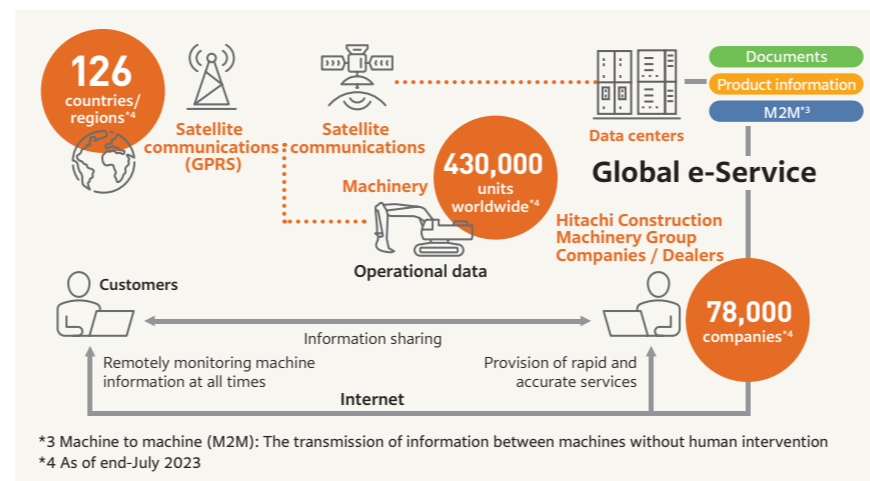 126
countries/
regions*4
Satellite
communications
(GPRS)
Satellite
communications
Machinery
430,000
units
worldwide*4
Operational data
Data centers
Documents
Product information
M2M*3
Global e-Service
Hitachi Construction
Machinery Group
Companies / Dealers
78,000
companies*4
Customers
Information sharing
Remotely monitoring machine
information at all times
Provision of rapid and
accurate services
Internet
*3 Machine to machine (M2M): The transmission of information between machines without human intervention
*4 As of end-July 2023